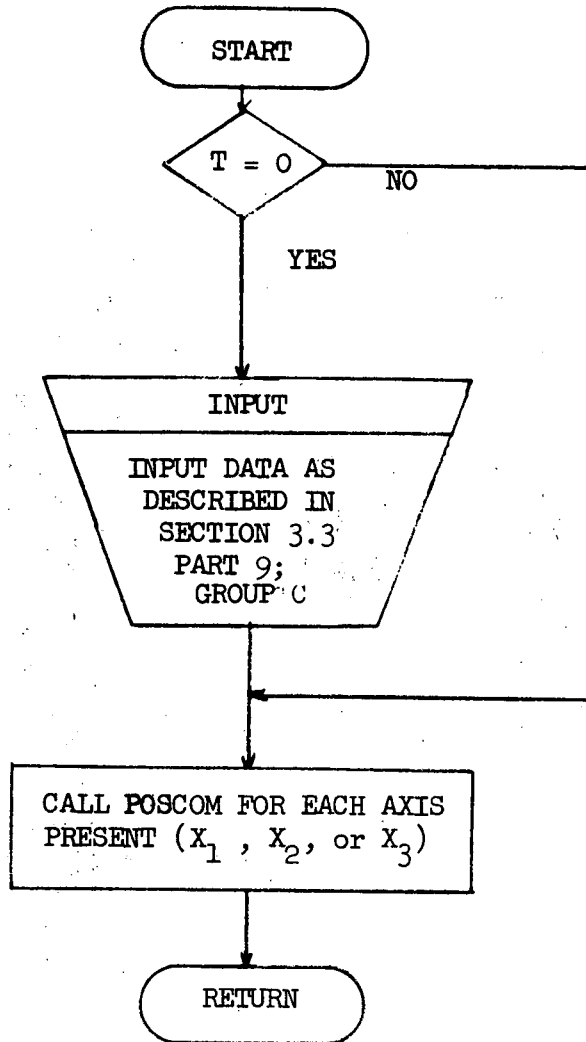 START
T = 0
NO
YES
INPUT
INPUT DATA AS
DESCRIBED IN
SECTION 3.3
PART 9;
GROUP C
CALL POSCOM FOR EACH AXIS
PRESENT (X₁ , X₂, or X₃)
RETURN